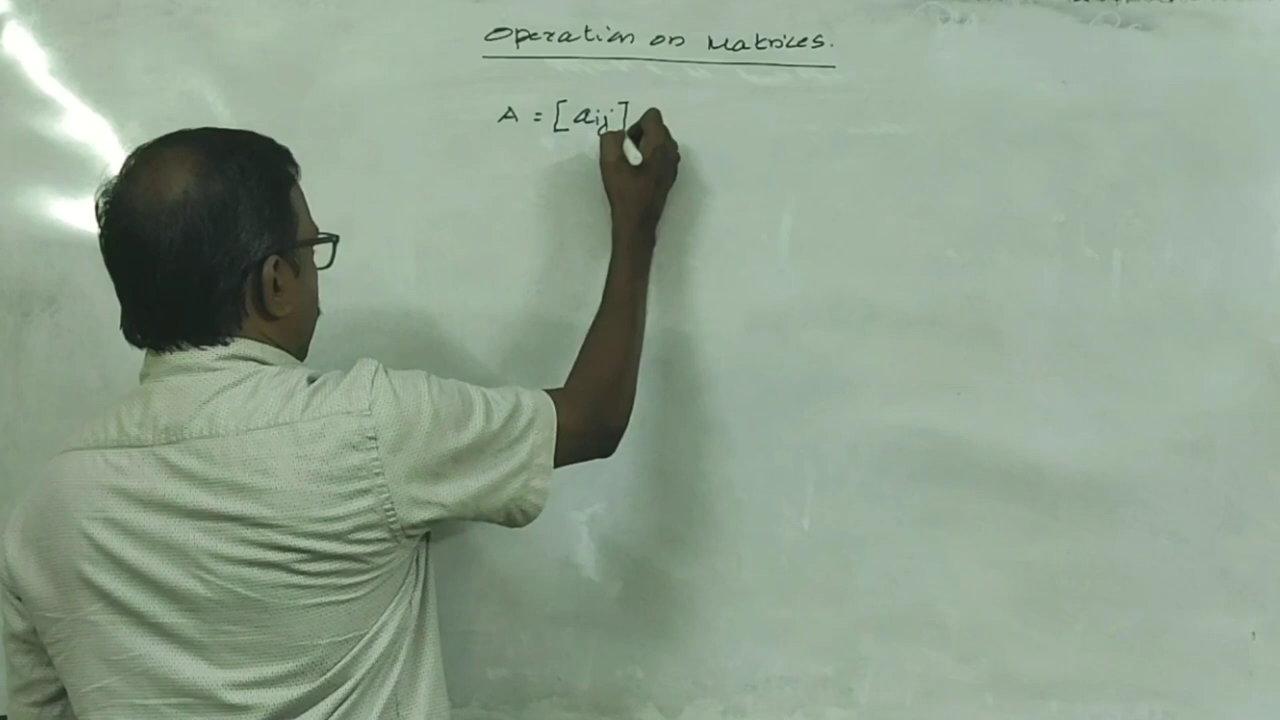 Operation on Matrices.
A = [aij]